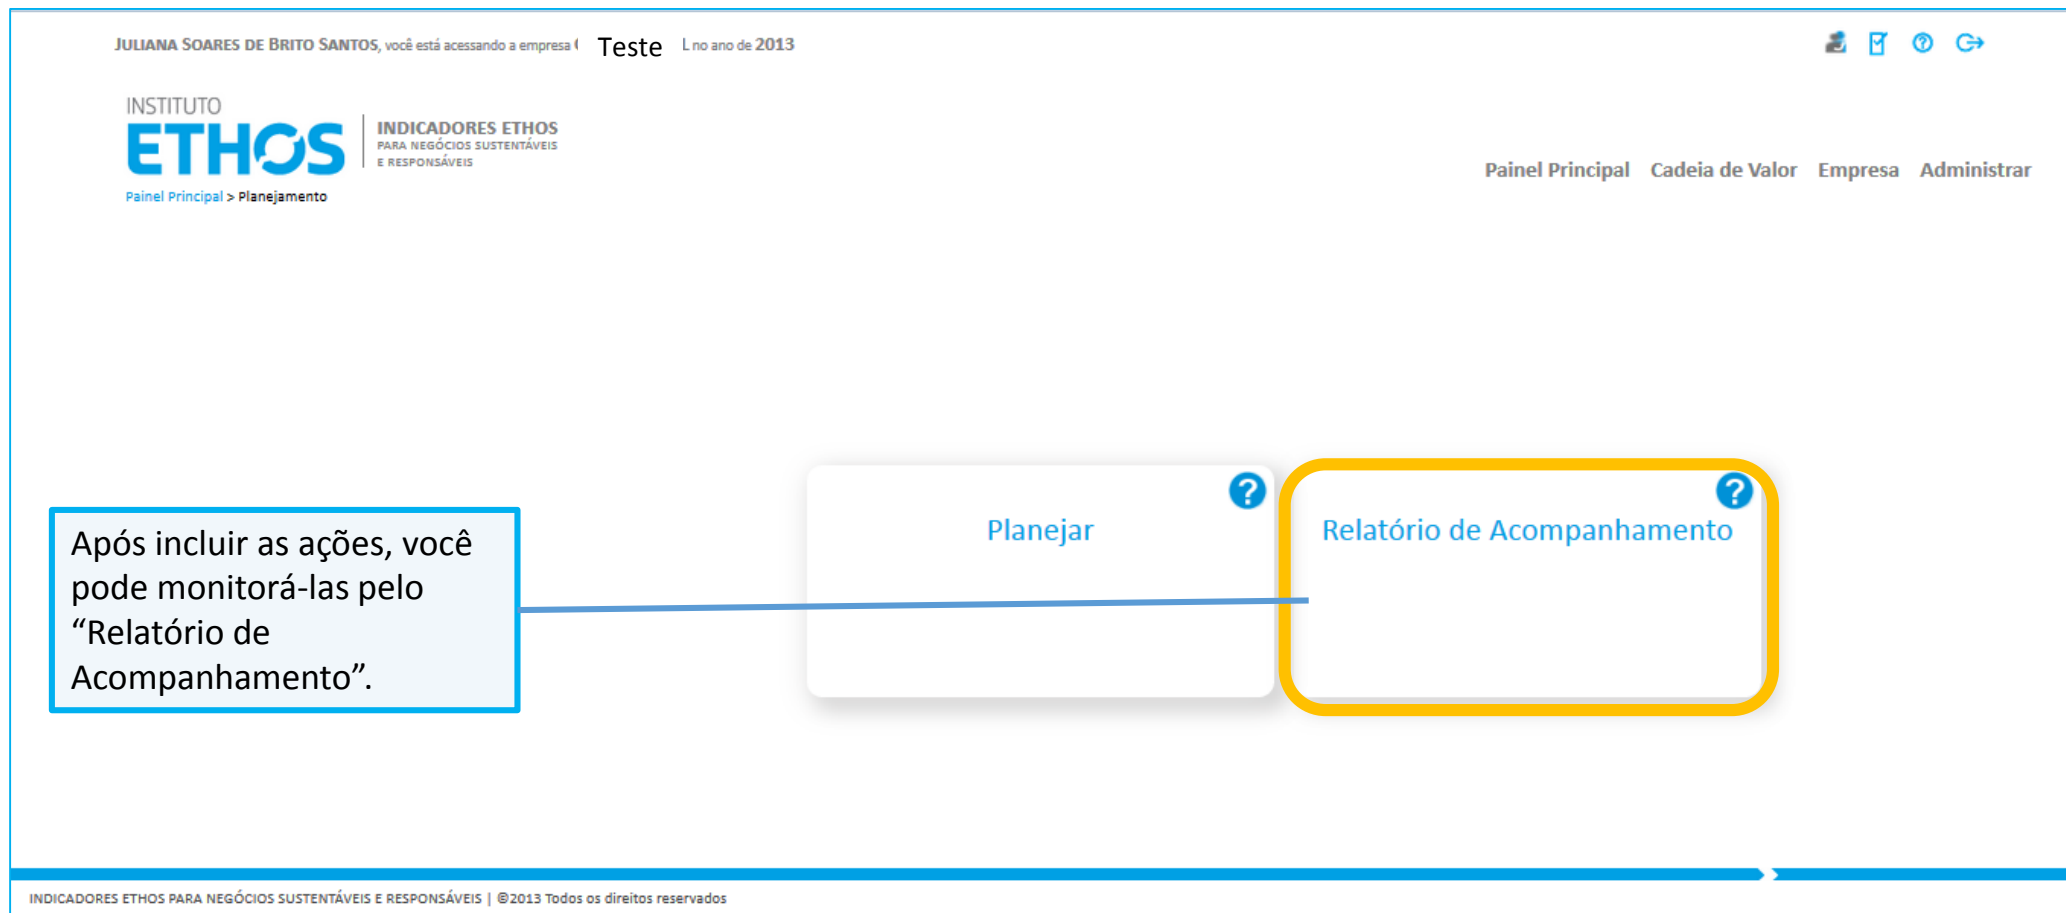 JULIANA SOARES DE BRITO SANTOS, você está acessando a empresa Teste L no ano de 2013
INSTITUTO
ETHOS
INDICADORES ETHOS
PARA NEGÓCIOS SUSTENTÁVEIS
E RESPONSÁVEIS
Painel Principal > Planejamento
Painel Principal Cadeia de Valor Empresa Administrar
Planejar
?
Relatório de Acompanhamento
?
Após incluir as ações, você
pode monitorá-las pelo
“Relatório de
Acompanhamento”.
INDICADORES ETHOS PARA NEGÓCIOS SUSTENTÁVEIS E RESPONSÁVEIS | ©2013 Todos os direitos reservados